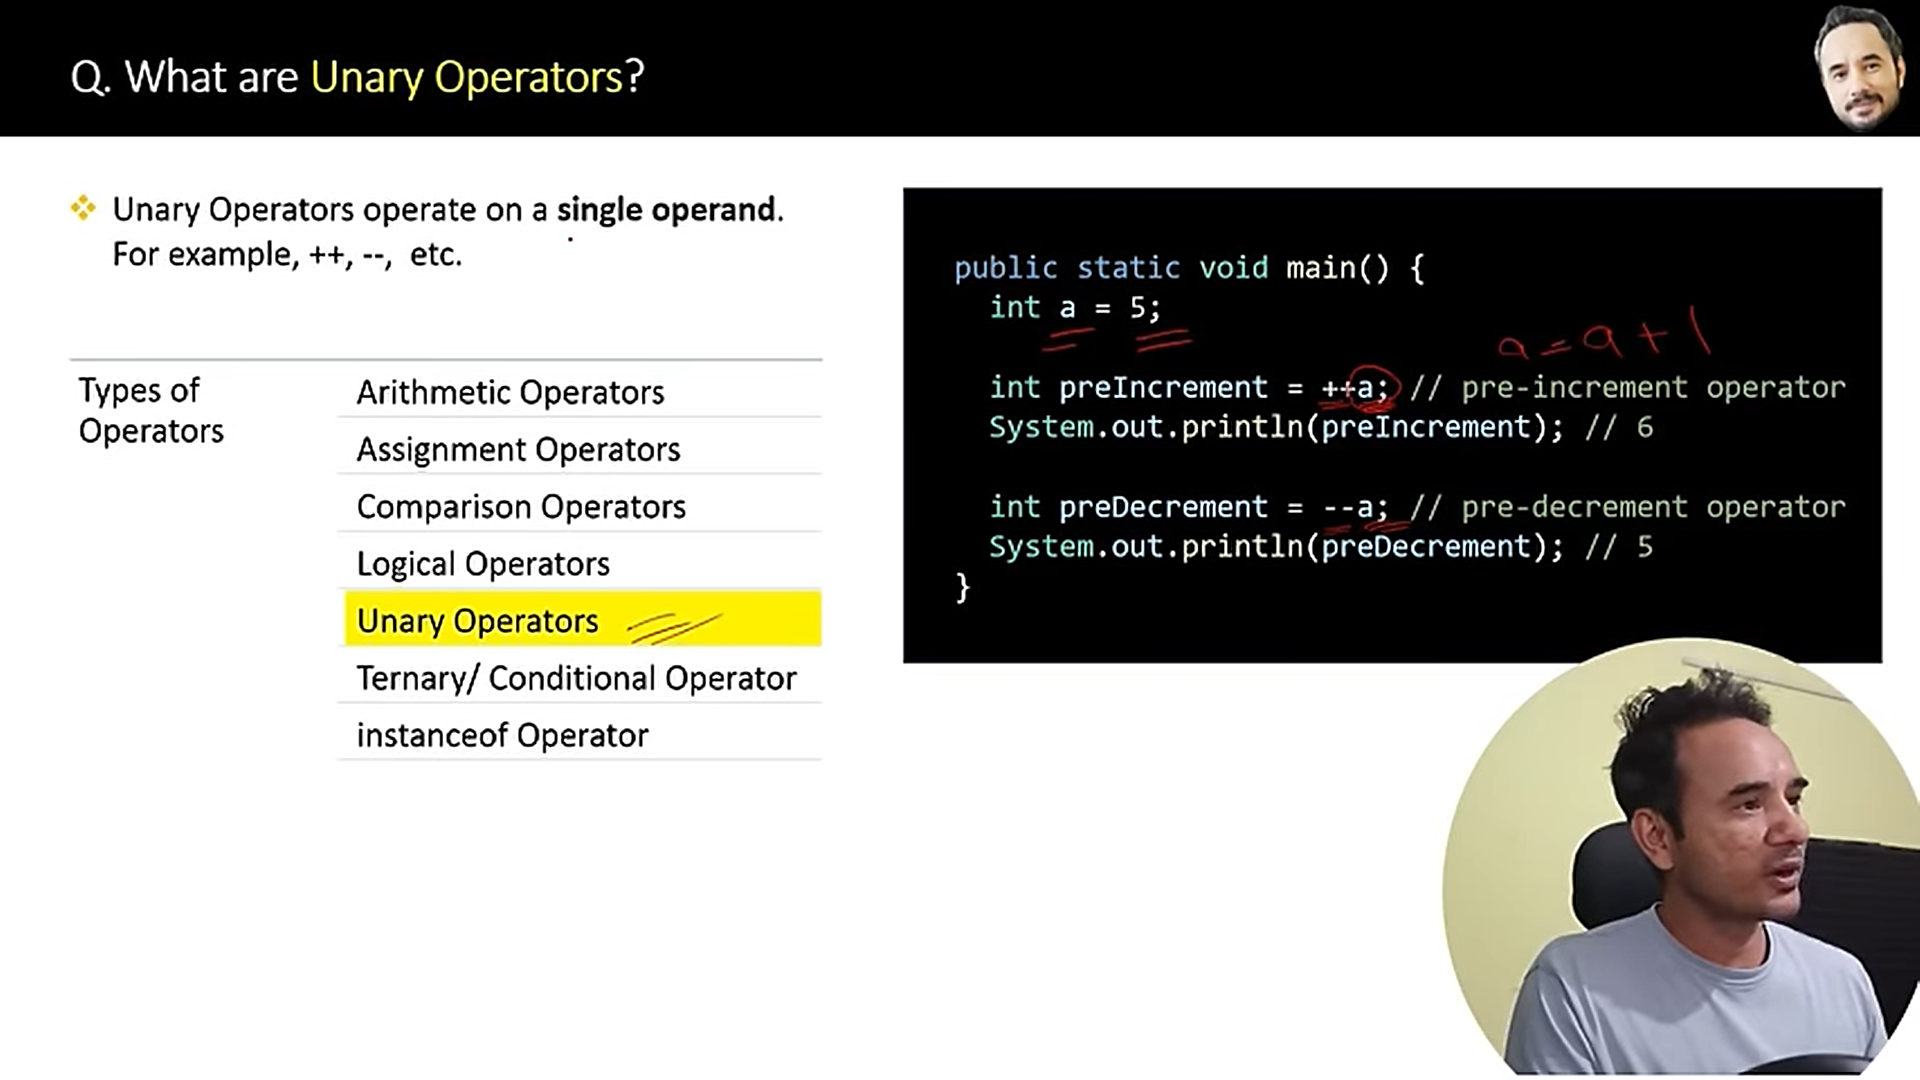 Q. What are Unary Operators?
Unary Operators operate on a single operand.
For example, ++, --, etc.
Types of
Operators
Arithmetic Operators
Assignment Operators
Comparison Operators
Logical Operators
Unary Operators
Ternary/ Conditional Operator
instanceof Operator
public static void main() {
int a = 5;
a = a + 1
int preIncrement = ++a; // pre-increment operator
System.out.println(preIncrement); // 6
int preDecrement = --a; // pre-decrement operator
System.out.println(preDecrement); // 5
}